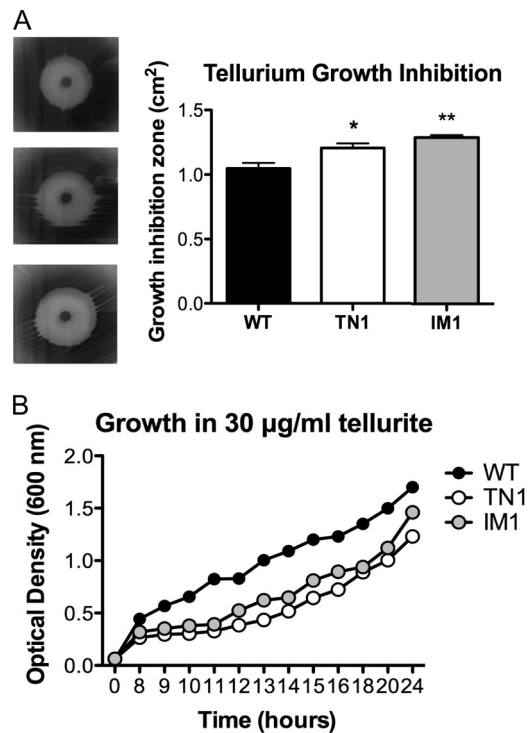 A
Tellurium Growth Inhibition
Growth inhibition zone (cm²)
1.5
1.0
0.5
0.0
*
**
WT
TN1
IM1
B
Growth in 30 µg/ml tellurite
Optical Density (600 nm)
2.0
1.5
1.0
0.5
0.0
WT
TN1
IM1
0 8 9 10 11 12 13 14 15 16 18 20 24
Time (hours)